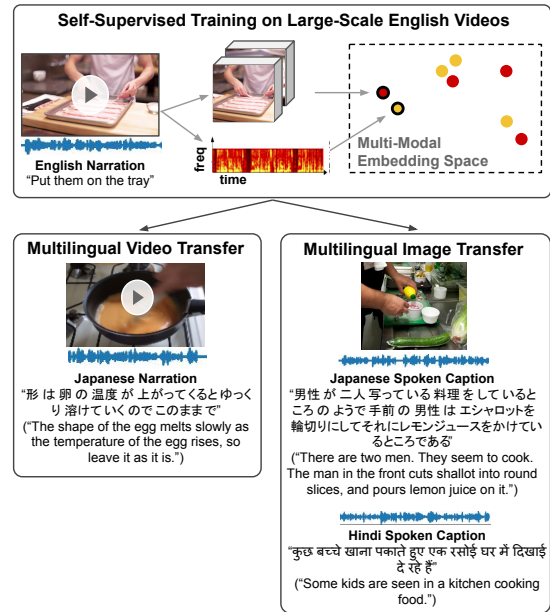 Self-Supervised Training on Large-Scale English Videos
English Narration
“Put them on the tray”
freq
time
Multi-Modal
Embedding Space
Multilingual Video Transfer
Japanese Narration
“形 は 卵 の 温度 が 上がってくるとゆっく
り 溶けていくのでこのままで”
(“The shape of the egg melts slowly as
the temperature of the egg rises, so
leave it as it is.”)
Multilingual Image Transfer
Japanese Spoken Caption
“男性 が 二人 写っている 料理 をしていると
ころ のようで 手前 の 男性 は エシャロットを
輪切りにしてそれにレモンジュースをかけてい
るところである”
(“There are two men. They seem to cook.
The man in the front cuts shallot into round
slices, and pours lemon juice on it.”)
Hindi Spoken Caption
“कुछ बच्चे खाना पकाते हुए एक रसोई घर में दिखाई
दे रहे हैं”
(“Some kids are seen in a kitchen cooking
food.”)